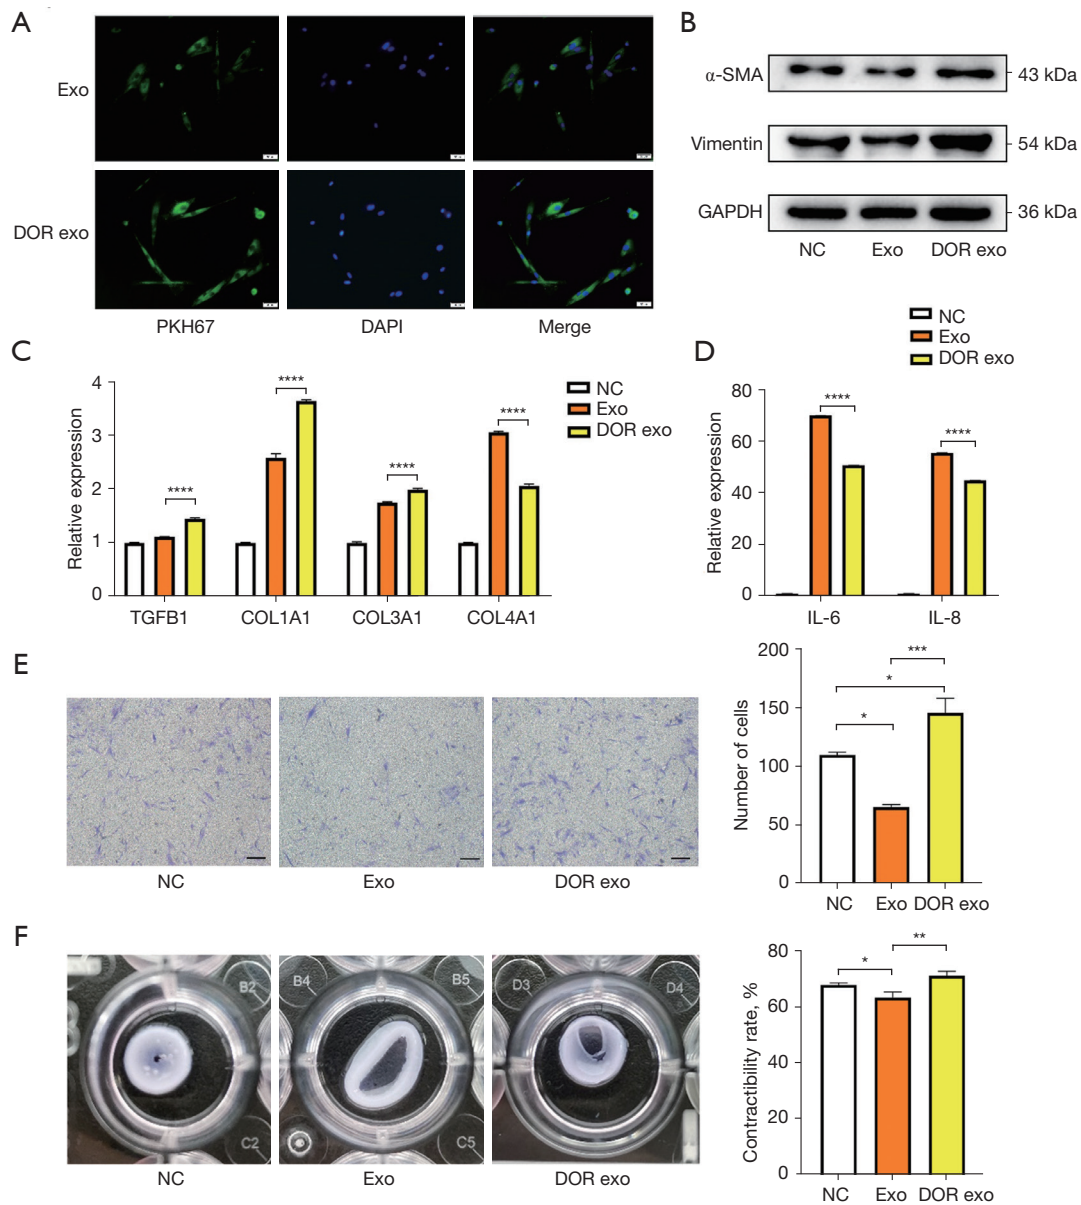 A
Exo
DOR exo
PKH67
DAPI
Merge
B
α-SMA
43 kDa
Vimentin
54 kDa
GAPDH
36 kDa
NC
Exo
DOR exo
C
NC
Exo
DOR exo
Relative expression
4
3
2
1
0
****
****
****
****
TGFB1
COL1A1
COL3A1
COL4A1
D
NC
Exo
DOR exo
Relative expression
80
60
40
20
0
****
****
IL-6
IL-8
E
NC
Exo
DOR exo
Number of cells
200
150
100
50
0
***
*
*
NC
Exo
DOR exo
F
B2
C2
B4
B5
C5
D3
D4
NC
Exo
DOR exo
Contractibility rate, %
80
60
40
20
0
*
**
NC
Exo
DOR exo